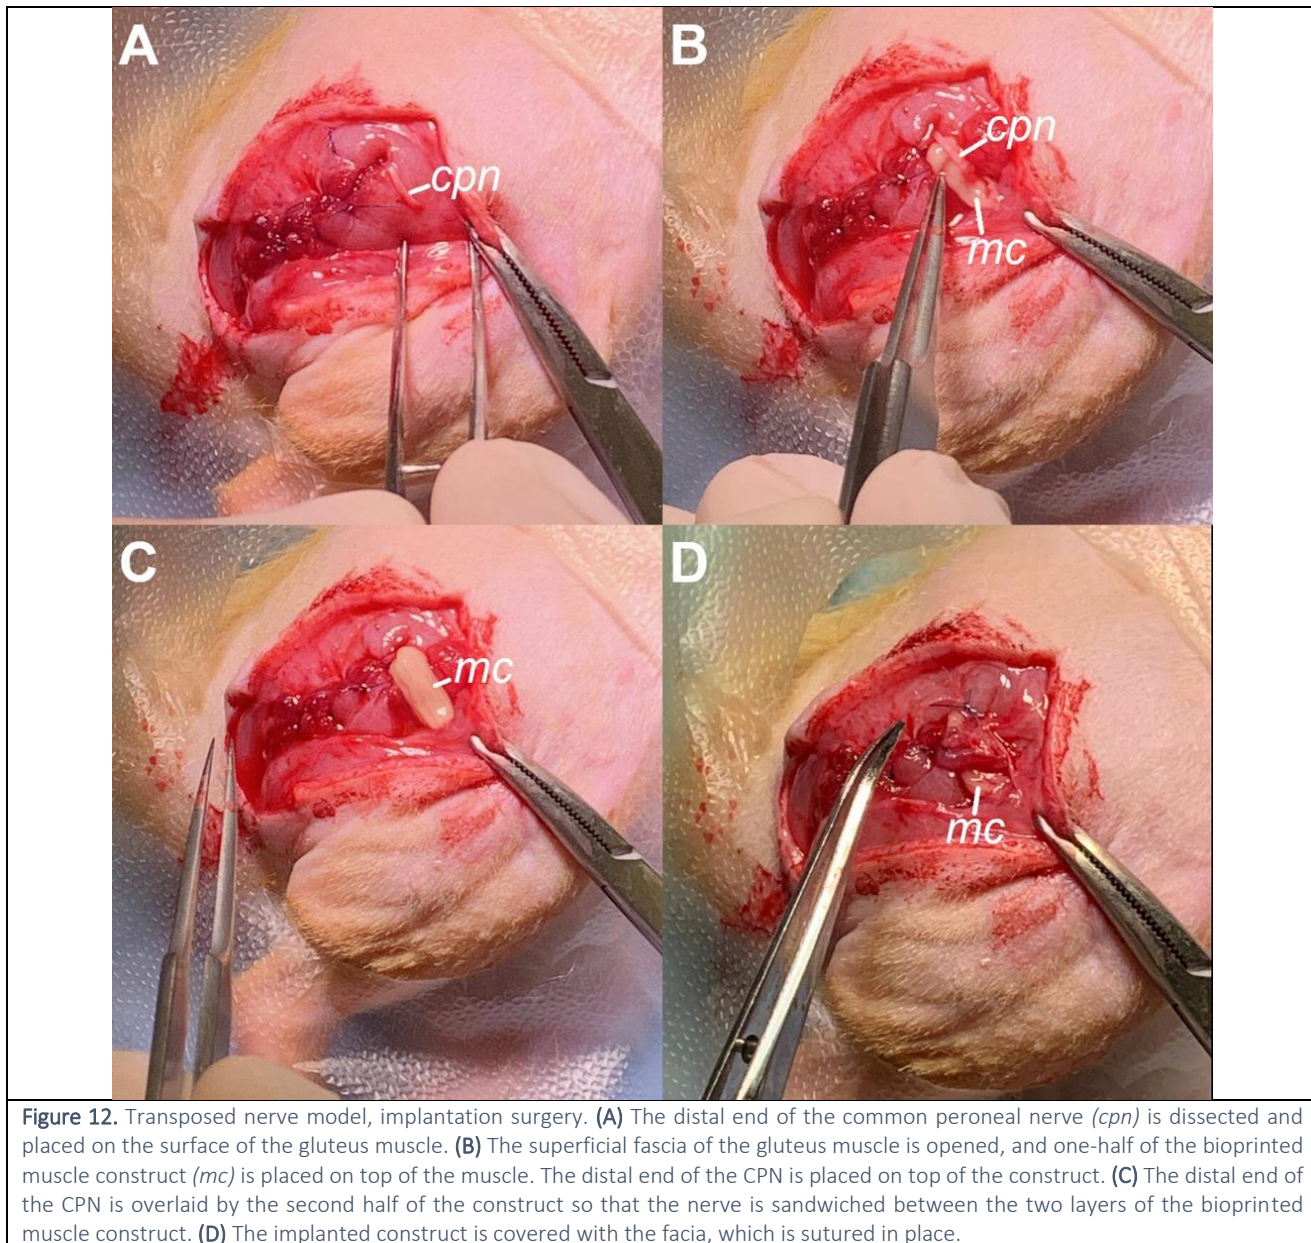 A
B
cpn
cpn
mc
C
D
mc
mc
Figure 12. Transposed nerve model, implantation surgery. (A) The distal end of the common peroneal nerve (cpn) is dissected and
placed on the surface of the gluteus muscle. (B) The superficial fascia of the gluteus muscle is opened, and one-half of the bioprinted
muscle construct (mc) is placed on top of the muscle. The distal end of the CPN is placed on top of the construct. (C) The distal end of
the CPN is overlaid by the second half of the construct so that the nerve is sandwiched between the two layers of the bioprinted
muscle construct. (D) The implanted construct is covered with the facia, which is sutured in place.